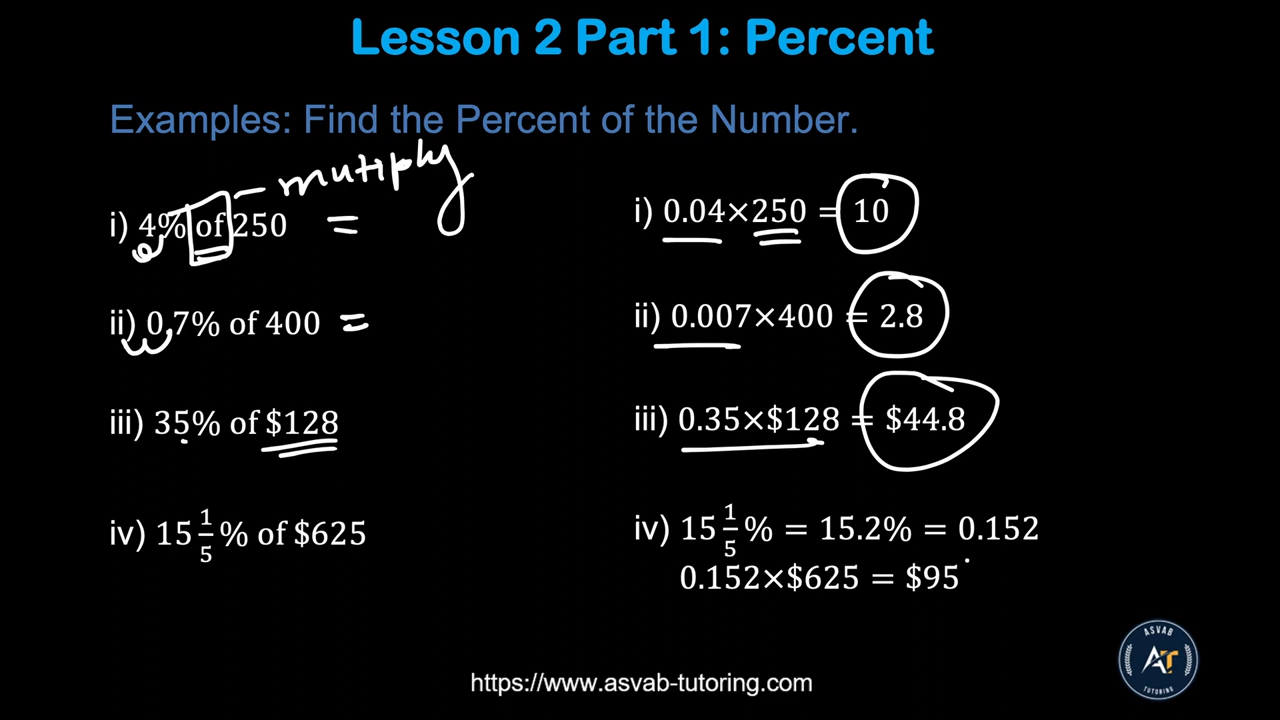 Lesson 2 Part 1: Percent
Examples: Find the Percent of the Number.
mutiply
i) 4% of 250 =
ii) 0.7% of 400 =
iii) 35% of $128
iv) 15 1/5 % of $625
i) 0.04×250 = 10
ii) 0.007×400 = 2.8
iii) 0.35×$128 = $44.8
iv) 15 1/5 % = 15.2% = 0.152
0.152×$625 = $95
ASVAB
AT
TUTORING
https://www.asvab-tutoring.com